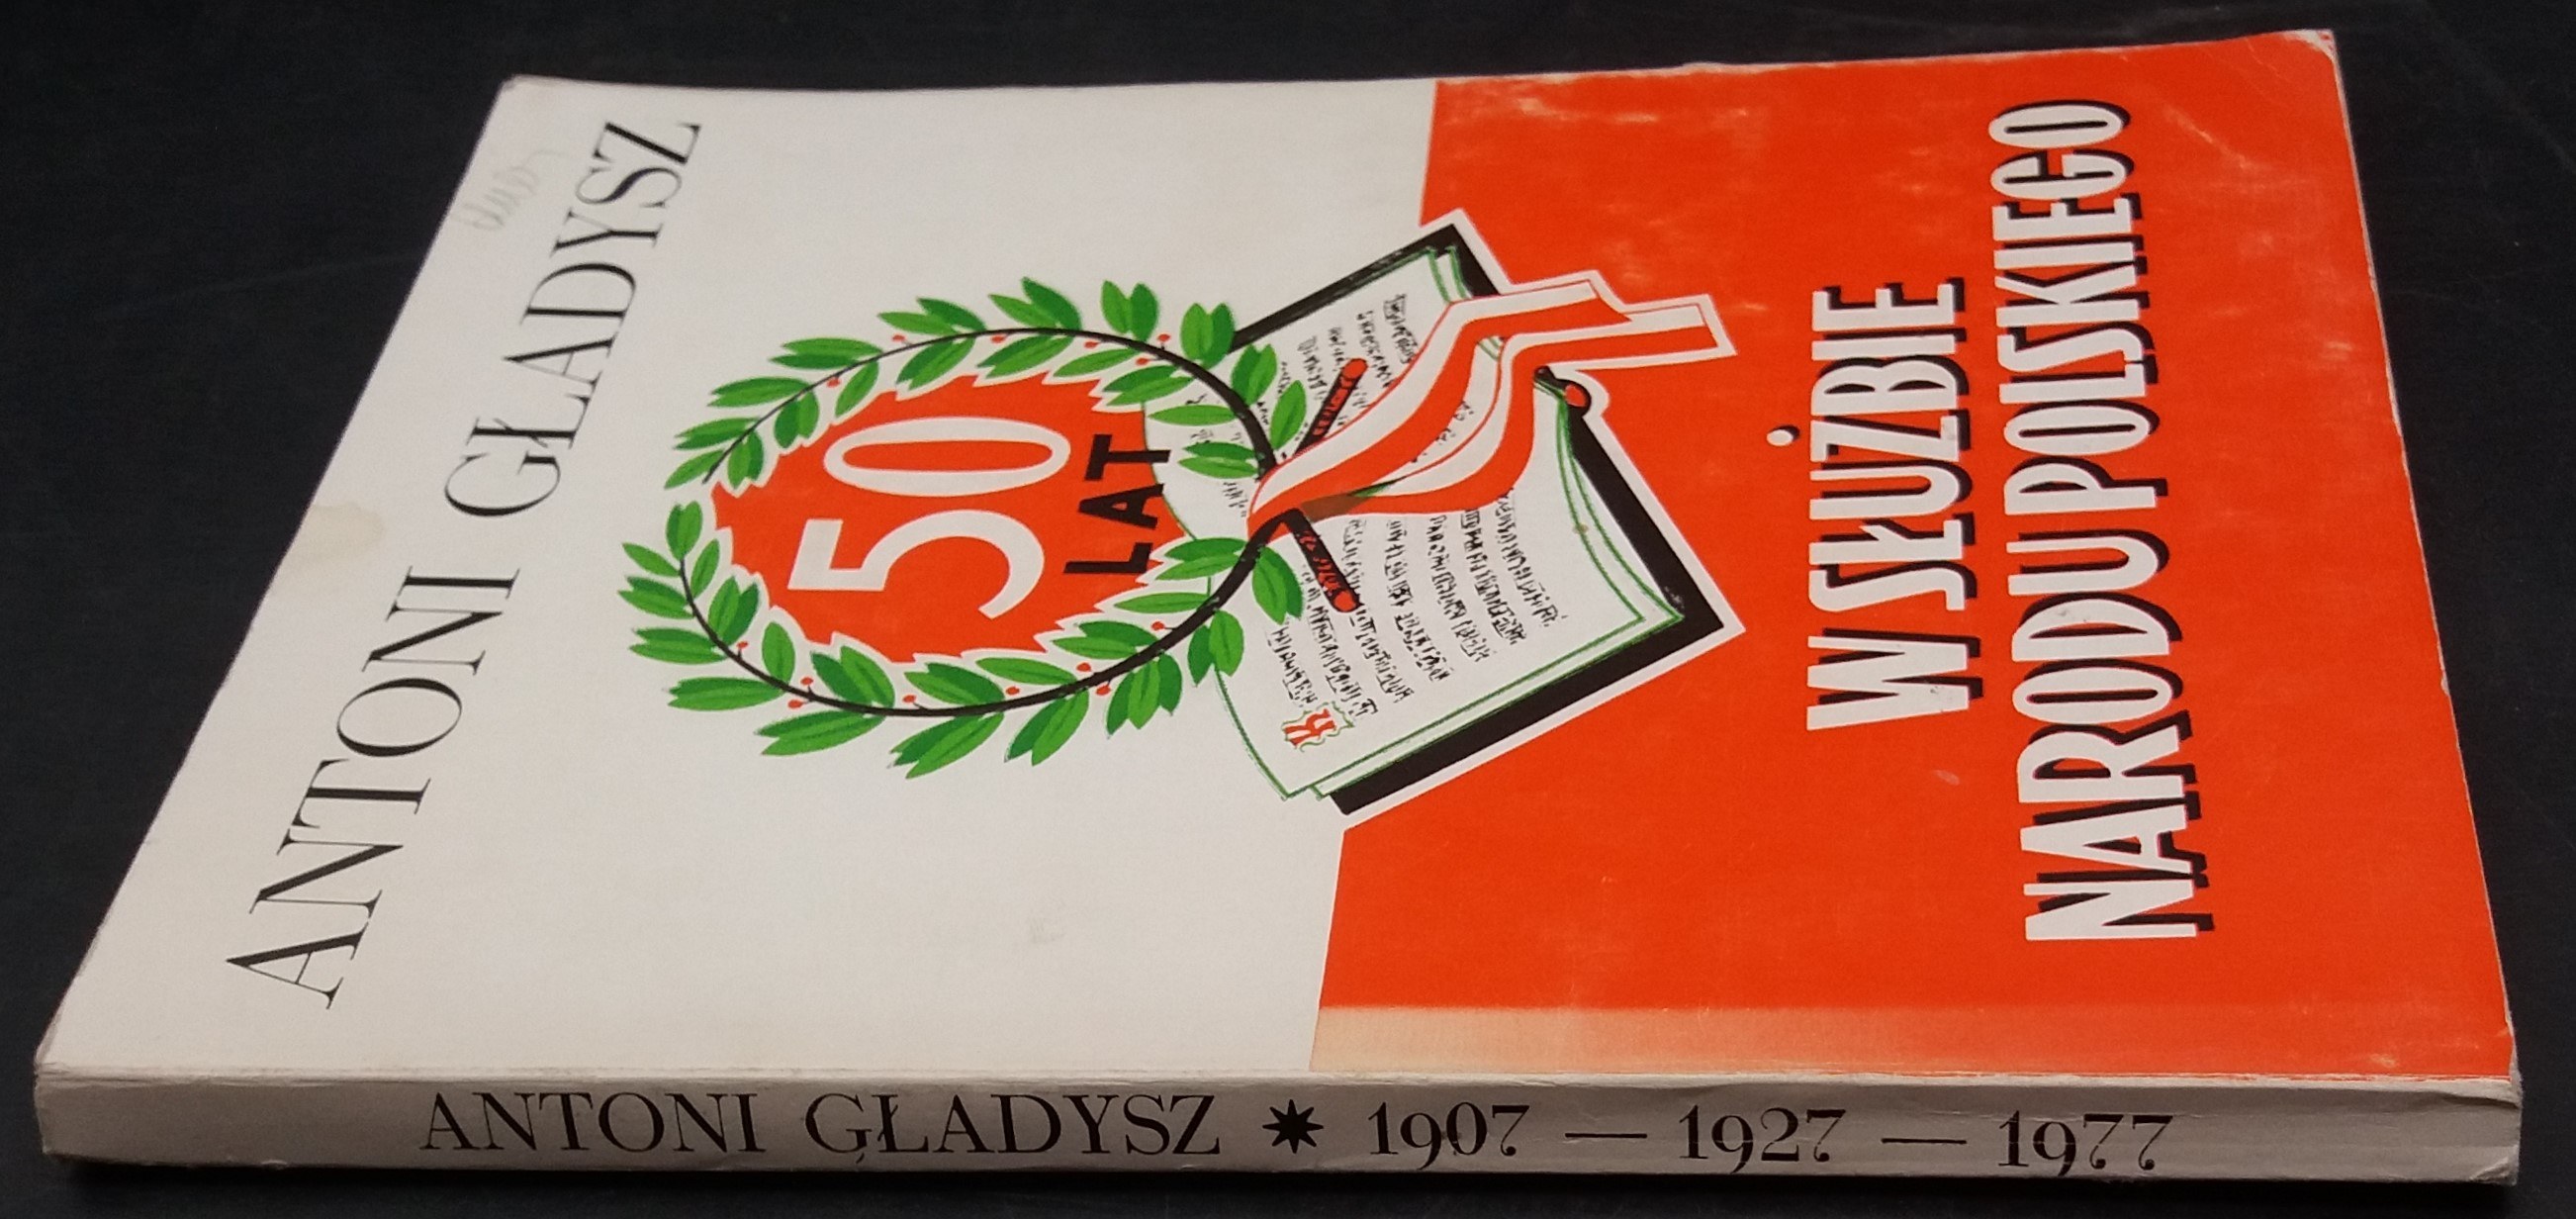 ANTONI GŁADYSZ
50
LAT
W SŁUŻBIE
NARODU POLSKIEGO
ANTONI GŁADYSZ ✷ 1907 — 1927 — 1977